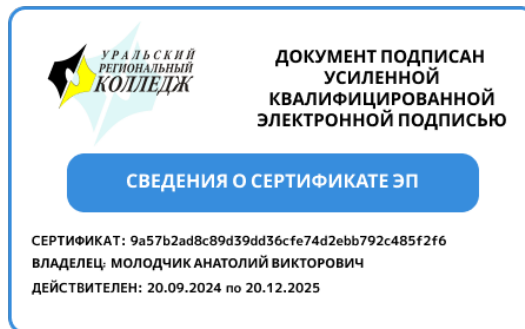 УРАЛЬСКИЙ
РЕГИОНАЛЬНЫЙ
КОЛЛЕДЖ
ДОКУМЕНТ ПОДПИСАН
УСИЛЕННОЙ
КВАЛИФИЦИРОВАННОЙ
ЭЛЕКТРОННОЙ ПОДПИСЬЮ
СВЕДЕНИЯ О СЕРТИФИКАТЕ ЭП
СЕРТИФИКАТ: 9a57b2ad8c89d39dd36cfe74d2ebb792c485f2f6
ВЛАДЕЛЕЦ: МОЛОДЧИК АНАТОЛИЙ ВИКТОРОВИЧ
ДЕЙСТВИТЕЛЕН: 20.09.2024 по 20.12.2025